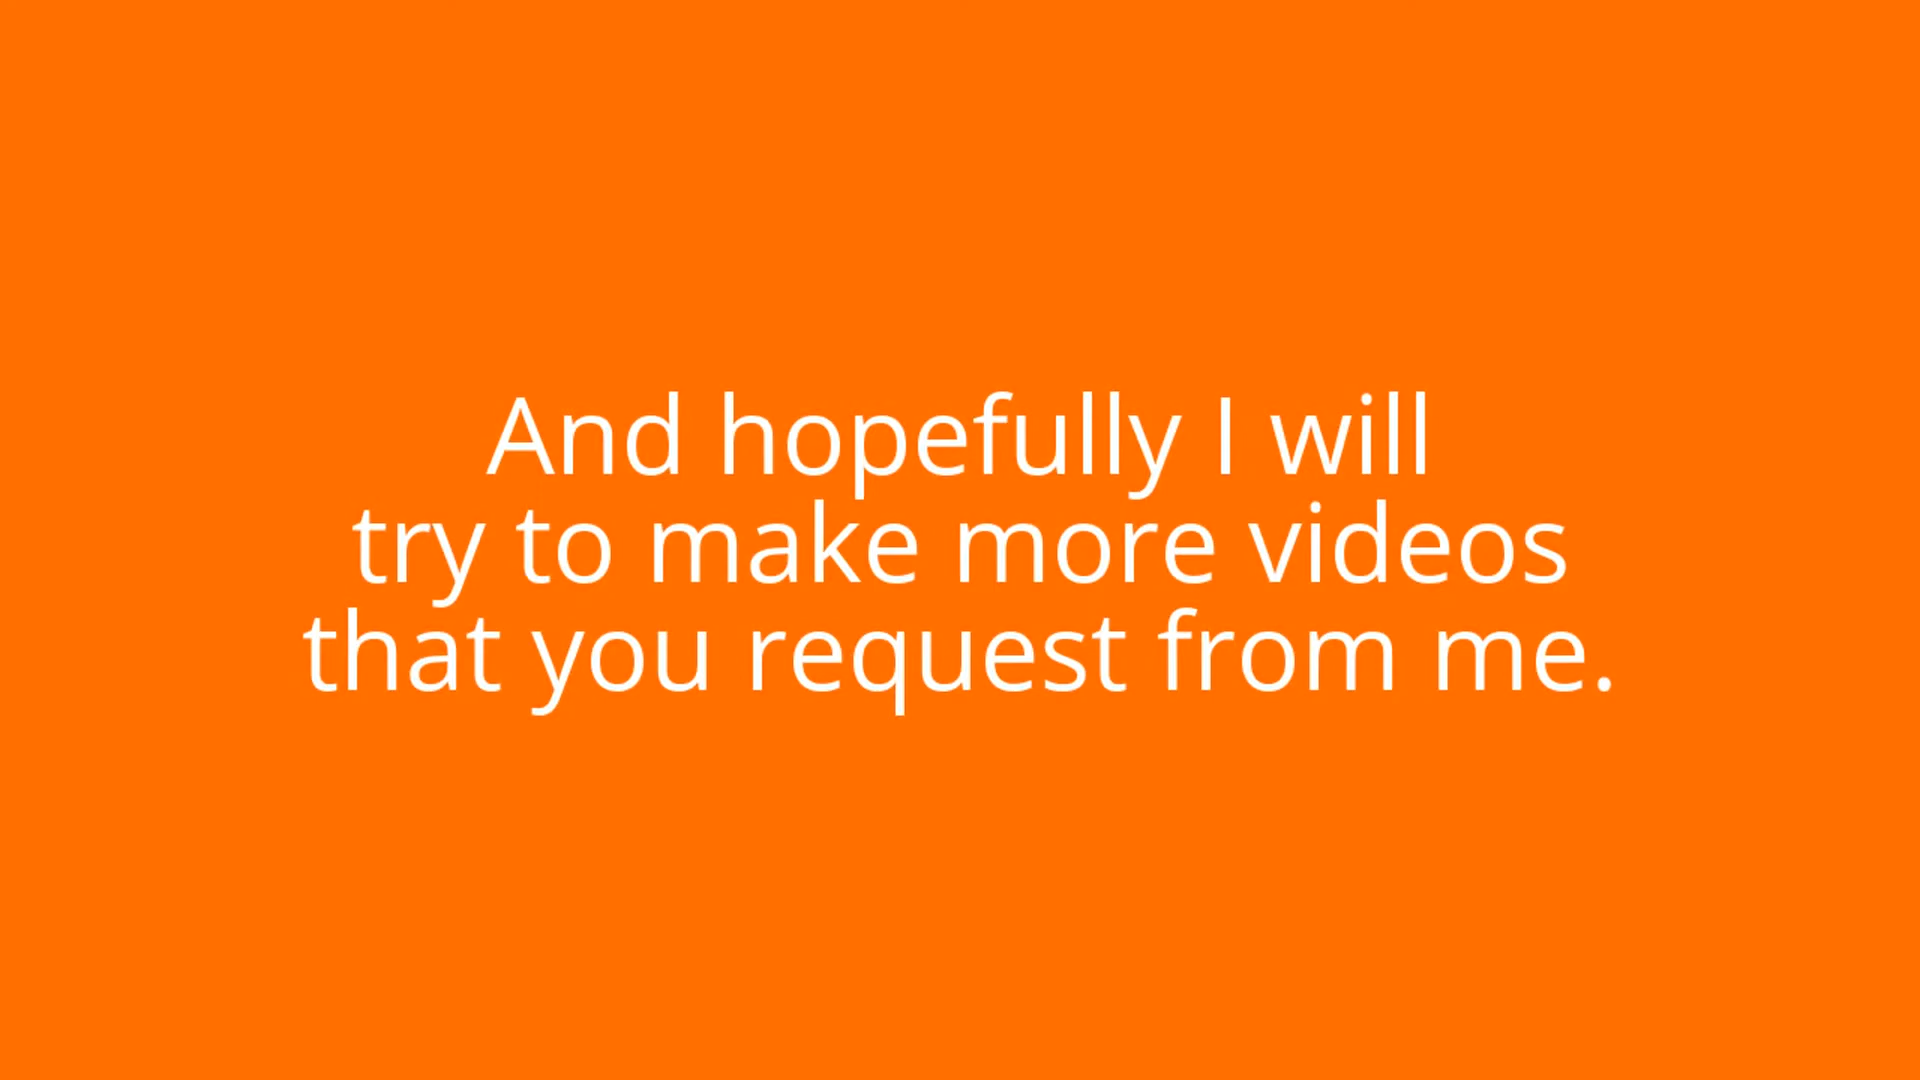 And hopefully I will
try to make more videos
that you request from me.